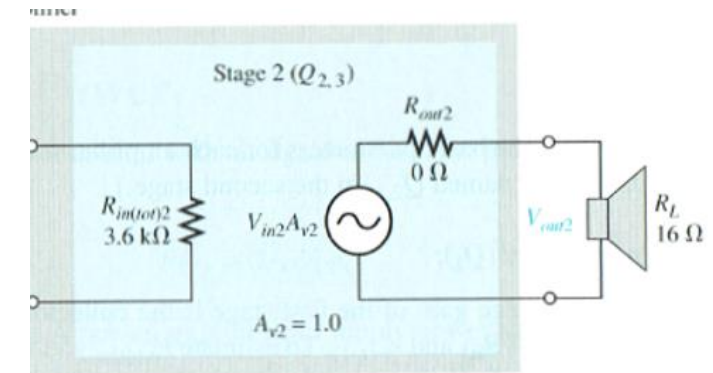 Stage 2 (Q2,3)
Rout2
0 Ω
Rin(tot)2
3.6 kΩ
Vin2Av2
Vout2
RL
16 Ω
Av2 = 1.0